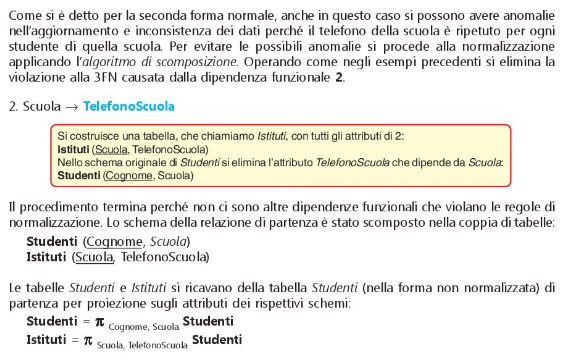 Come si è detto per la seconda forma normale, anche in questo caso si possono avere anomalie
nell'aggiornamento e inconsistenza dei dati perché il telefono della scuola è ripetuto per ogni
studente di quella scuola. Per evitare le possibili anomalie si procede alla normalizzazione
applicando l'algoritmo di scomposizione. Operando come negli esempi precedenti si elimina la
violazione alla 3FN causata dalla dipendenza funzionale 2.
2. Scuola → TelefonoScuola
Si costruisce una tabella, che chiamiamo Istituti, con tutti gli attributi di 2:
Istituti (Scuola, TelefonoScuola)
Nello schema originale di Studenti si elimina l'attributo TelefonoScuola che dipende da Scuola:
Studenti (Cognome, Scuola)
Il procedimento termina perché non ci sono altre dipendenze funzionali che violano le regole di
normalizzazione. Lo schema della relazione di partenza è stato scomposto nella coppia di tabelle:
Studenti (Cognome, Scuola)
Istituti (Scuola, TelefonoScuola)
Le tabelle Studenti e Istituti si ricavano della tabella Studenti (nella forma non normalizzata) di
partenza per proiezione sugli attributi dei rispettivi schemi:
Studenti = π Cognome, Scuola Studenti
Istituti = π Scuola, TelefonoScuola Studenti